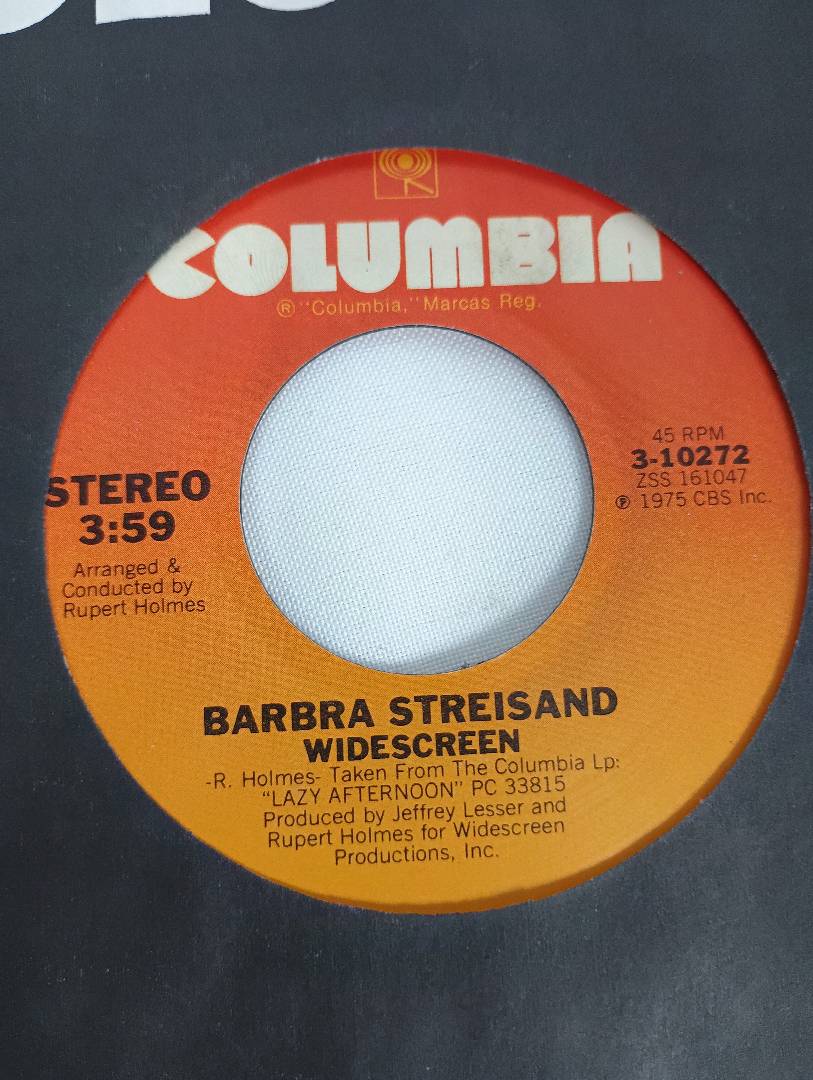 COLUMBIA
® "Columbia," Marcas Reg.
STEREO
3:59
Arranged &
Conducted by
Rupert Holmes
45 RPM
3-10272
ZSS 161047
℗ 1975 CBS Inc.
BARBRA STREISAND
WIDESCREEN
-R. Holmes- Taken From The Columbia Lp:
"LAZY AFTERNOON" PC 33815
Produced by Jeffrey Lesser and
Rupert Holmes for Widescreen
Productions, Inc.